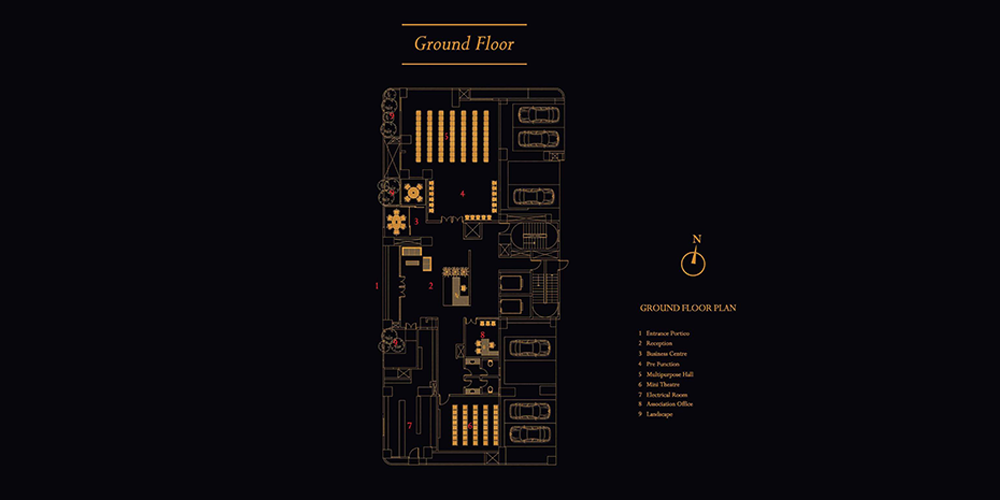 Ground Floor
5
9
4
9
3
1
2
9
8
7
6
N
GROUND FLOOR PLAN
1 Entrance Portico
2 Reception
3 Business Centre
4 Pre Function
5 Multipurpose Hall
6 Mini Theatre
7 Electrical Room
8 Association Office
9 Landscape